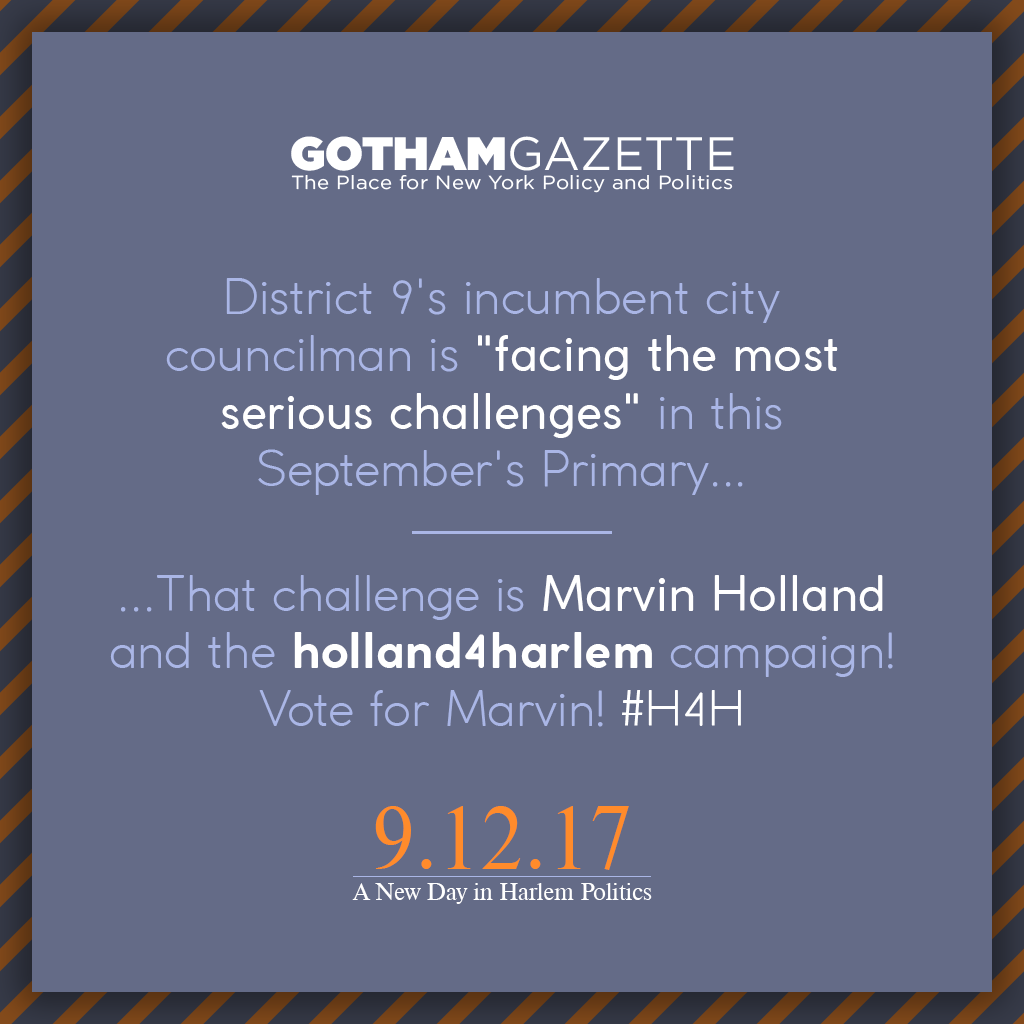 GOTHAMGAZETTE
The Place for New York Policy and Politics
District 9's incumbent city
councilman is "facing the most
serious challenges" in this
September's Primary...
...That challenge is Marvin Holland
and the holland4harlem campaign!
Vote for Marvin! #H4H
9.12.17
A New Day in Harlem Politics